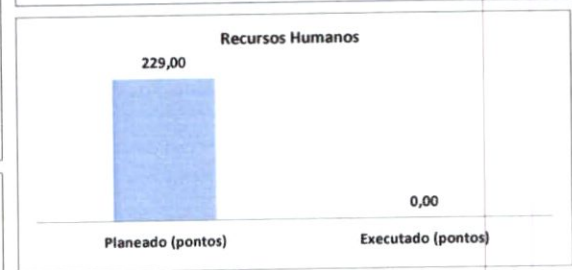 Recursos Humanos
229,00
0,00
Planeado (pontos)
Executado (pontos)